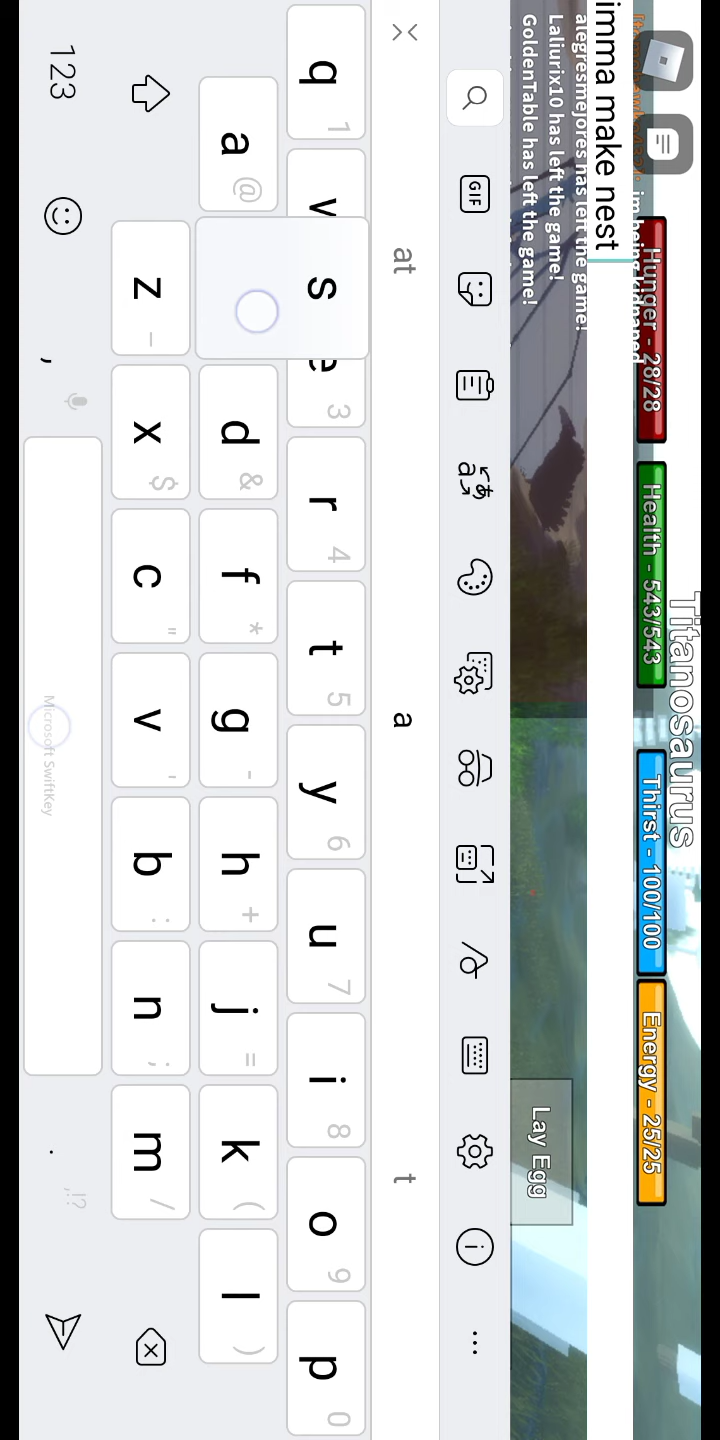 Titanosaurus
Hunger - 28/28 Health - 543/543 Thirst - 100/100 Energy - 25/25
im being kidnaped
imma make nest
alegresmejores has left the game!
Laliurix10 has left the game!
GoldenTable has left the game!
Lay Egg
GIF
at a t
q 1 s e 3 r 4 t 5 y 6 u 7 i 8 o 9 p 0
a @ d & f * g - h + j = k ( l )
z _ x $ c " v ' b : n ; m /
123 , Microsoft SwiftKey . ,!?